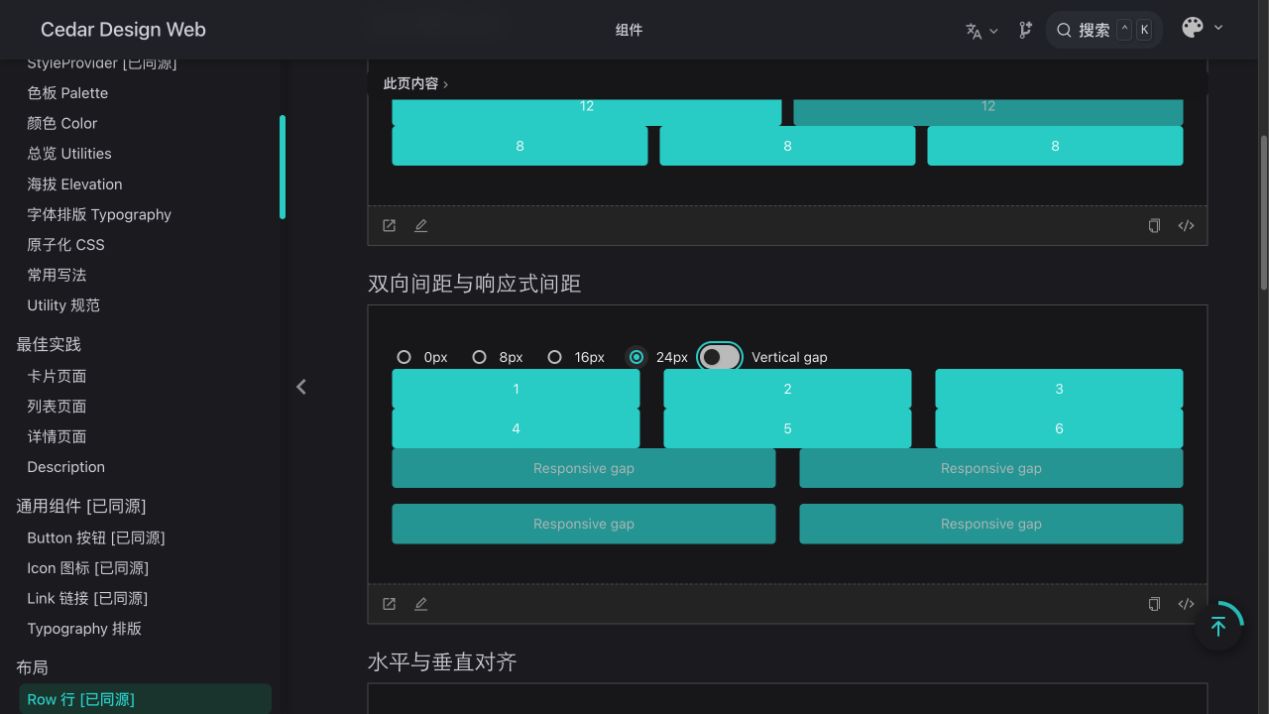 Cedar Design Web
组件
搜索 ^ K
StyleProvider [已同源]
色板 Palette
颜色 Color
总览 Utilities
海拔 Elevation
字体排版 Typography
原子化 CSS
常用写法
Utility 规范
最佳实践
卡片页面
列表页面
详情页面
Description
通用组件 [已同源]
Button 按钮 [已同源]
Icon 图标 [已同源]
Link 链接 [已同源]
Typography 排版
布局
Row 行 [已同源]
此页内容 ›
12 12
8 8 8
双向间距与响应式间距
0px 8px 16px 24px Vertical gap
1 2 3
4 5 6
Responsive gap Responsive gap
Responsive gap Responsive gap
水平与垂直对齐